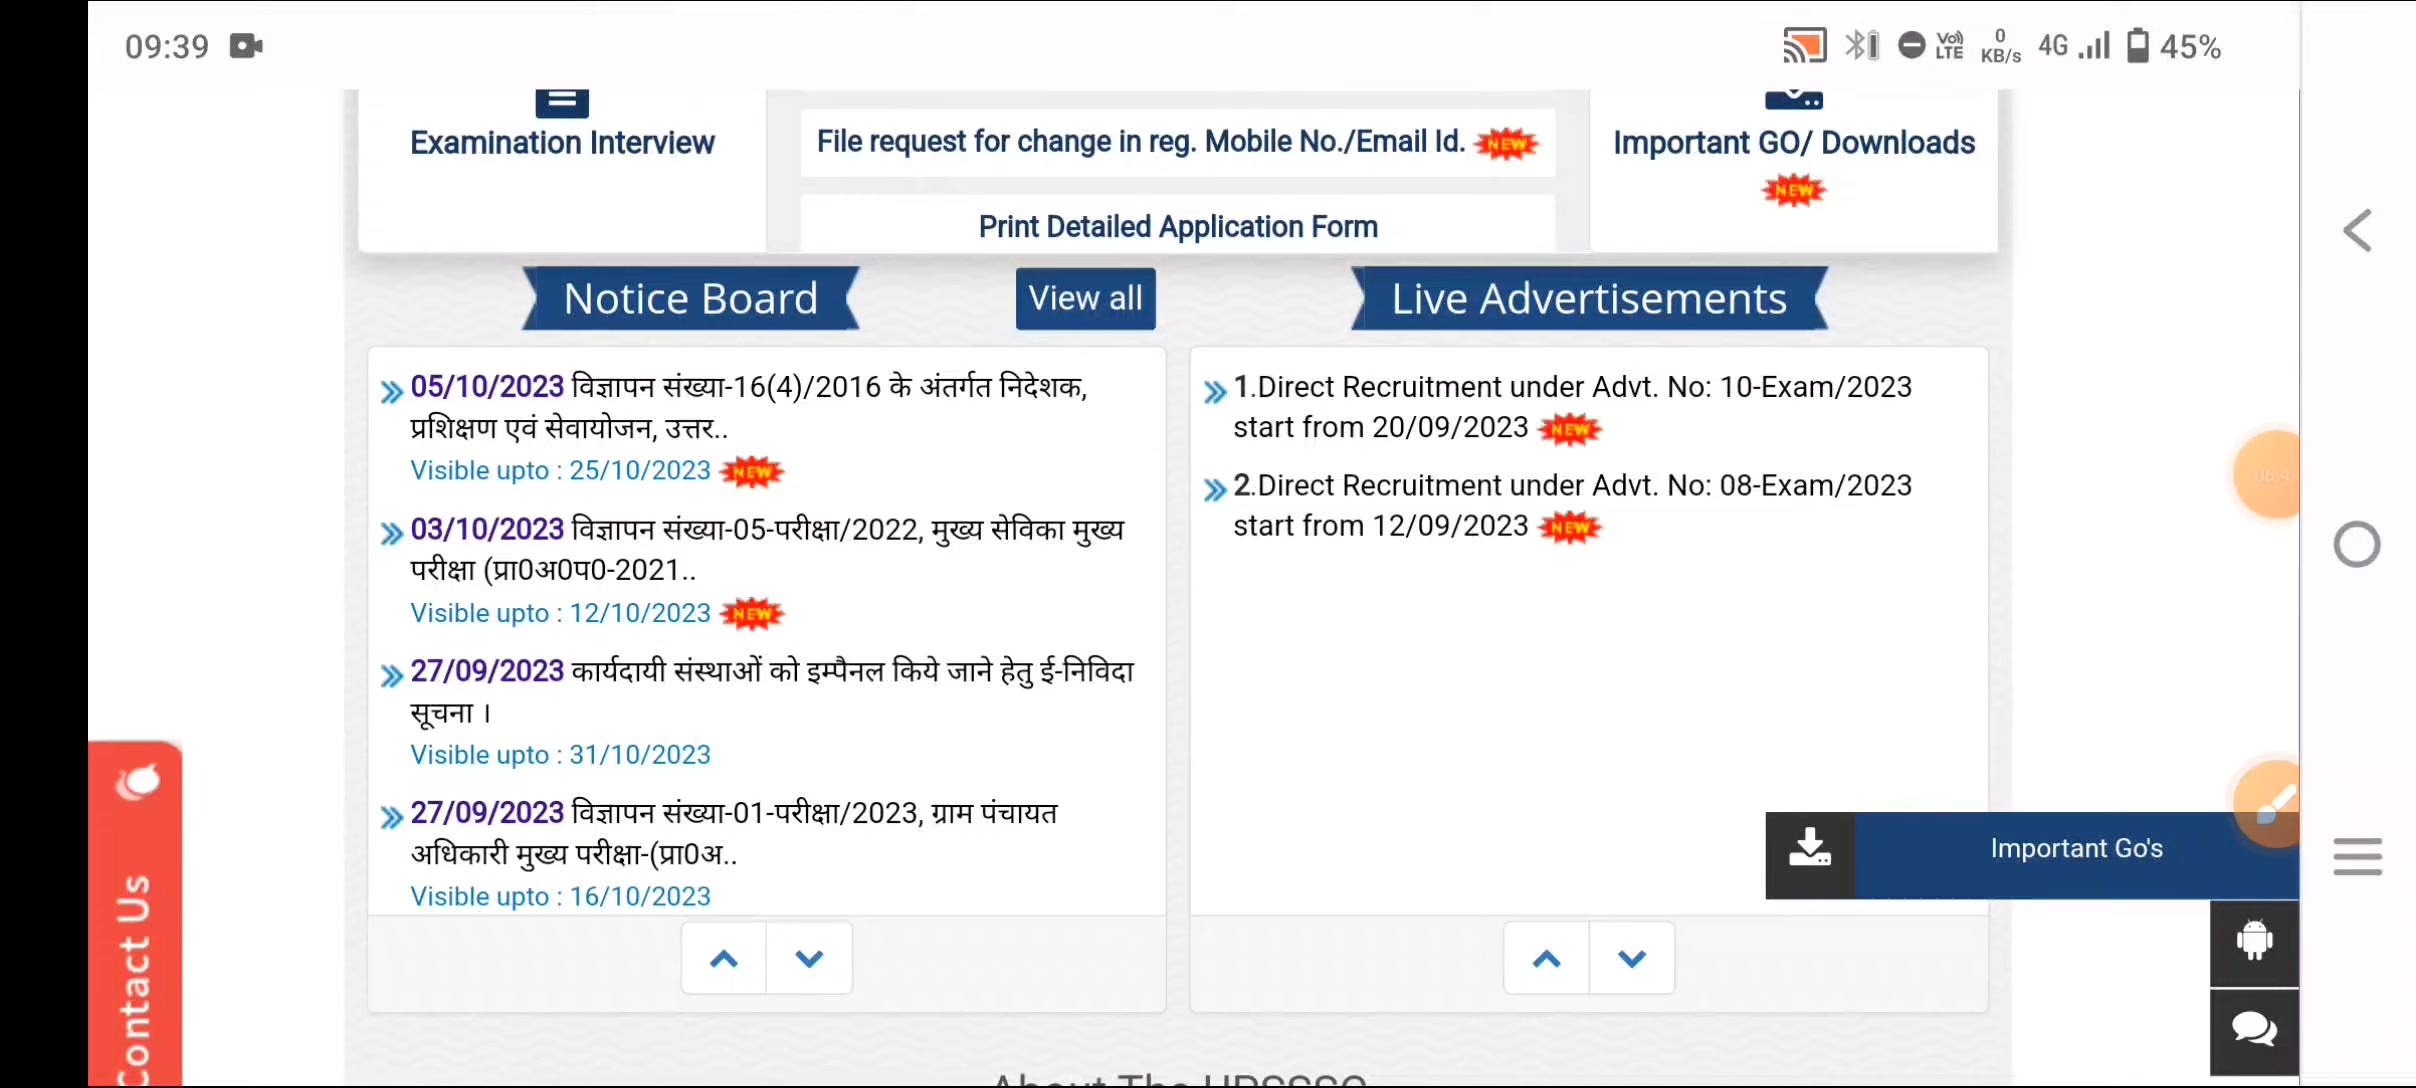 09:39
Vo) LTE
0 KB/s
4G
45%
Examination Interview
File request for change in reg. Mobile No./Email Id. NEW
Print Detailed Application Form
Important GO/ Downloads
NEW
Notice Board
View all
Live Advertisements
05/10/2023 विज्ञापन संख्या-16(4)/2016 के अंतर्गत निदेशक,
प्रशिक्षण एवं सेवायोजन, उत्तर..
Visible upto : 25/10/2023 NEW
03/10/2023 विज्ञापन संख्या-05-परीक्षा/2022, मुख्य सेविका मुख्य
परीक्षा (प्रा0अ0प0-2021..
Visible upto : 12/10/2023 NEW
27/09/2023 कार्यदायी संस्थाओं को इम्पैनल किये जाने हेतु ई-निविदा
सूचना ।
Visible upto : 31/10/2023
27/09/2023 विज्ञापन संख्या-01-परीक्षा/2023, ग्राम पंचायत
अधिकारी मुख्य परीक्षा-(प्रा0अ..
Visible upto : 16/10/2023
1.Direct Recruitment under Advt. No: 10-Exam/2023
start from 20/09/2023 NEW
2.Direct Recruitment under Advt. No: 08-Exam/2023
start from 12/09/2023 NEW
Important Go's
Contact Us
About The UPSSSC